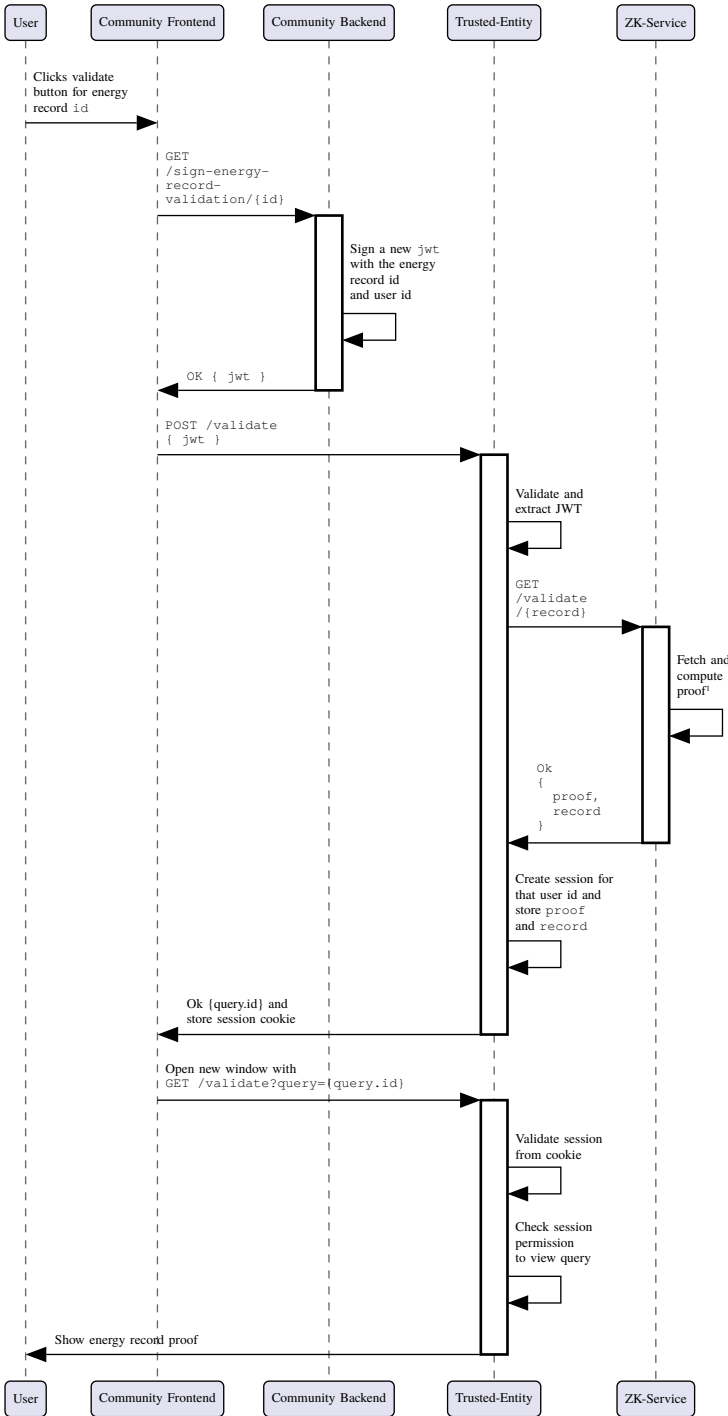 User
Community Frontend
Community Backend
Trusted-Entity
ZK-Service
Clicks validate
button for energy
record id
GET
/sign-energy-
record-
validation/{id}
Sign a new jwt
with the energy
record id
and user id
OK { jwt }
POST /validate
{ jwt }
Validate and
extract JWT
GET
/validate
/{record}
Fetch and
compute
proof¹
Ok
{
proof,
record
}
Create session for
that user id and
store proof
and record
Ok {query.id} and
store session cookie
Open new window with
GET /validate?query={query.id}
Validate session
from cookie
Check session
permission
to view query
Show energy record proof
User
Community Frontend
Community Backend
Trusted-Entity
ZK-Service